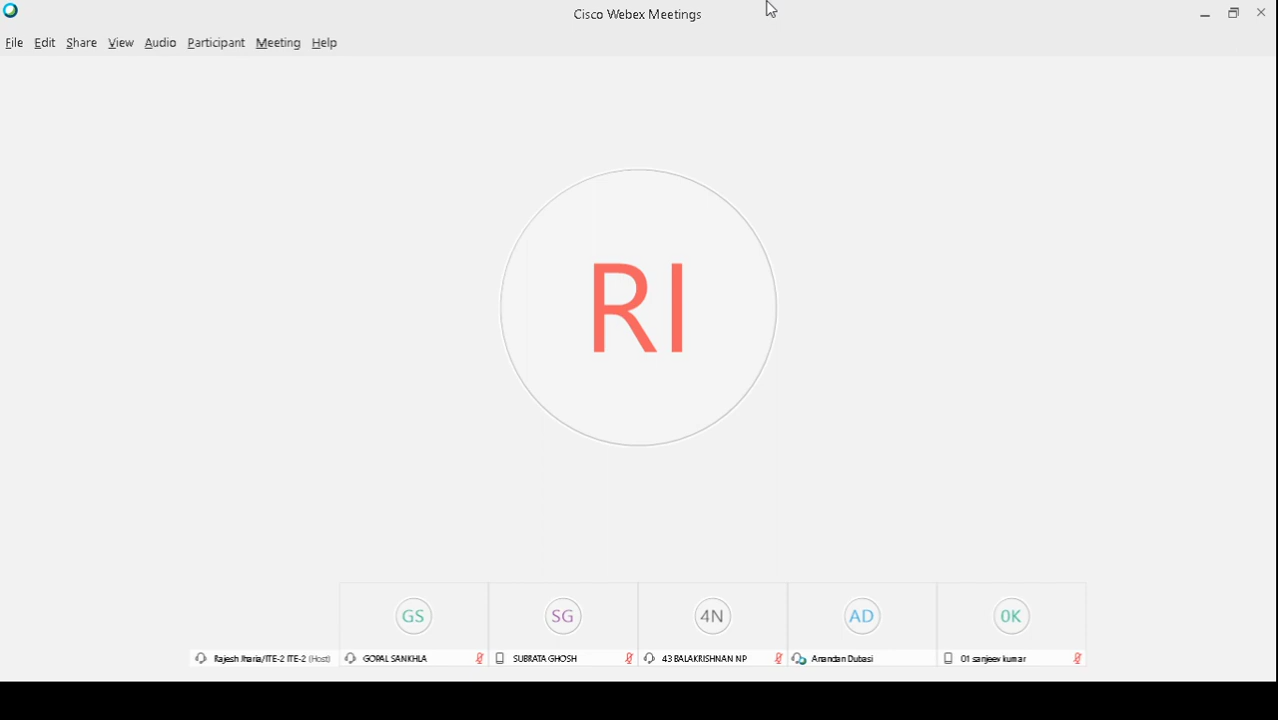 Cisco Webex Meetings
File Edit Share View Audio Participant Meeting Help
RI
GS SG 4N AD 0K
Rajesh Jharia/ITE-2 ITE-2 (Host) GOPAL SANKHLA SUBRATA GHOSH 43 BALAKRISHNAN NP Anandan Dubasi 01 sanjeev kumar